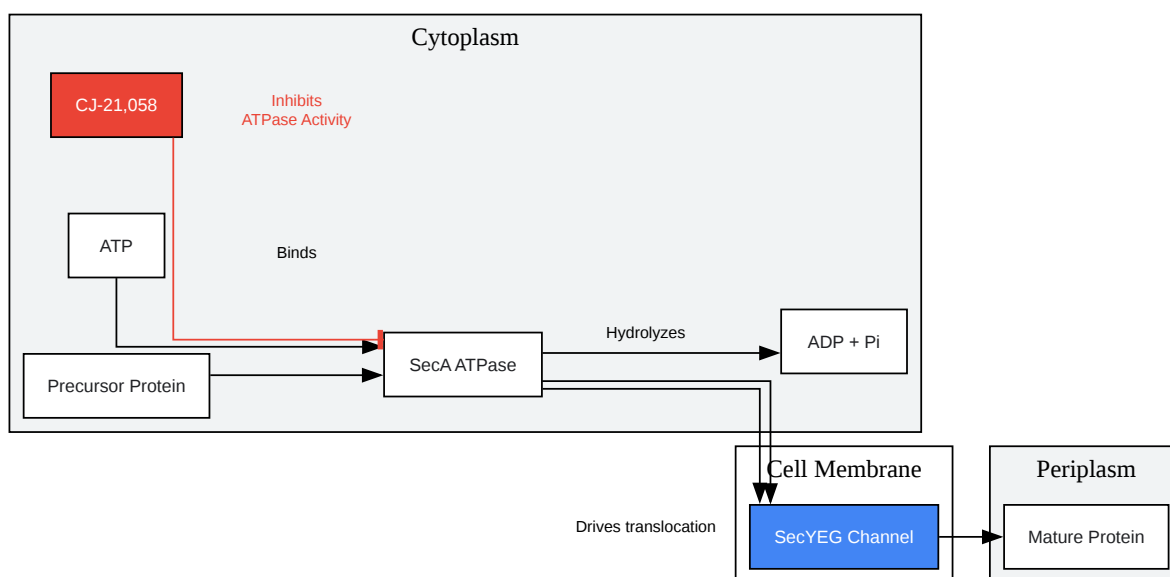 Cytoplasm
CJ-21,058
Inhibits
ATPase Activity
ATP
Binds
Hydrolyzes
ADP + Pi
SecA ATPase
Precursor Protein
Cell Membrane
Periplasm
Drives translocation
SecYEG Channel
Mature Protein